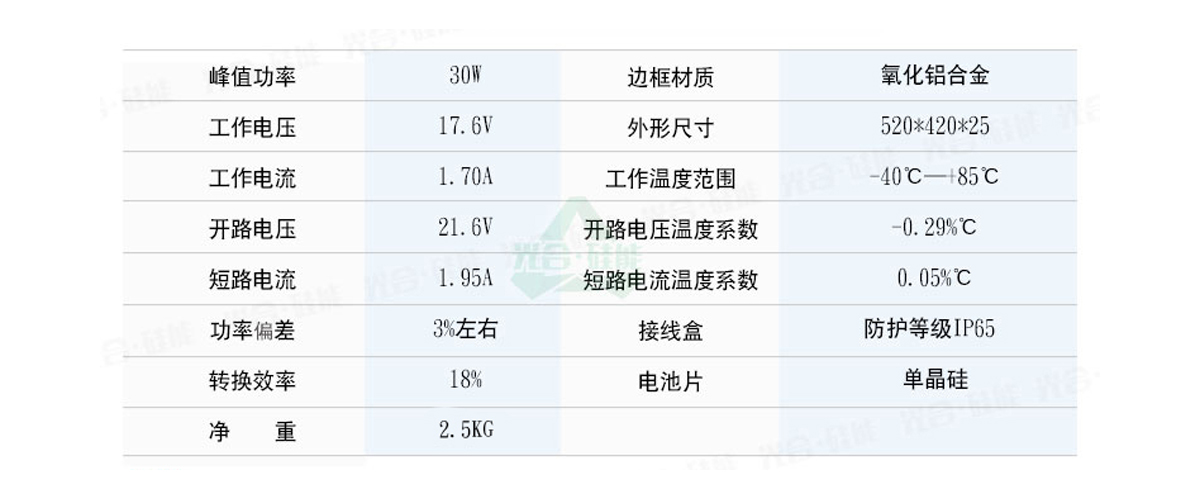 峰值功率 30W 边框材质 氧化铝合金
工作电压 17.6V 外形尺寸 520*420*25
工作电流 1.70A 工作温度范围 -40℃—+85℃
开路电压 21.6V 开路电压温度系数 -0.29%℃
短路电流 1.95A 短路电流温度系数 0.05%℃
功率偏差 3%左右 接线盒 防护等级IP65
转换效率 18% 电池片 单晶硅
净 重 2.5KG
光合·硅能